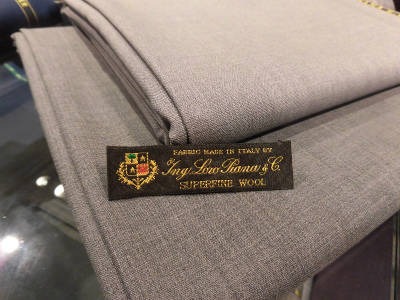 FABRIC MADE IN ITALY BY
Ing. Loro Piana & C.
SUPERFINE WOOL